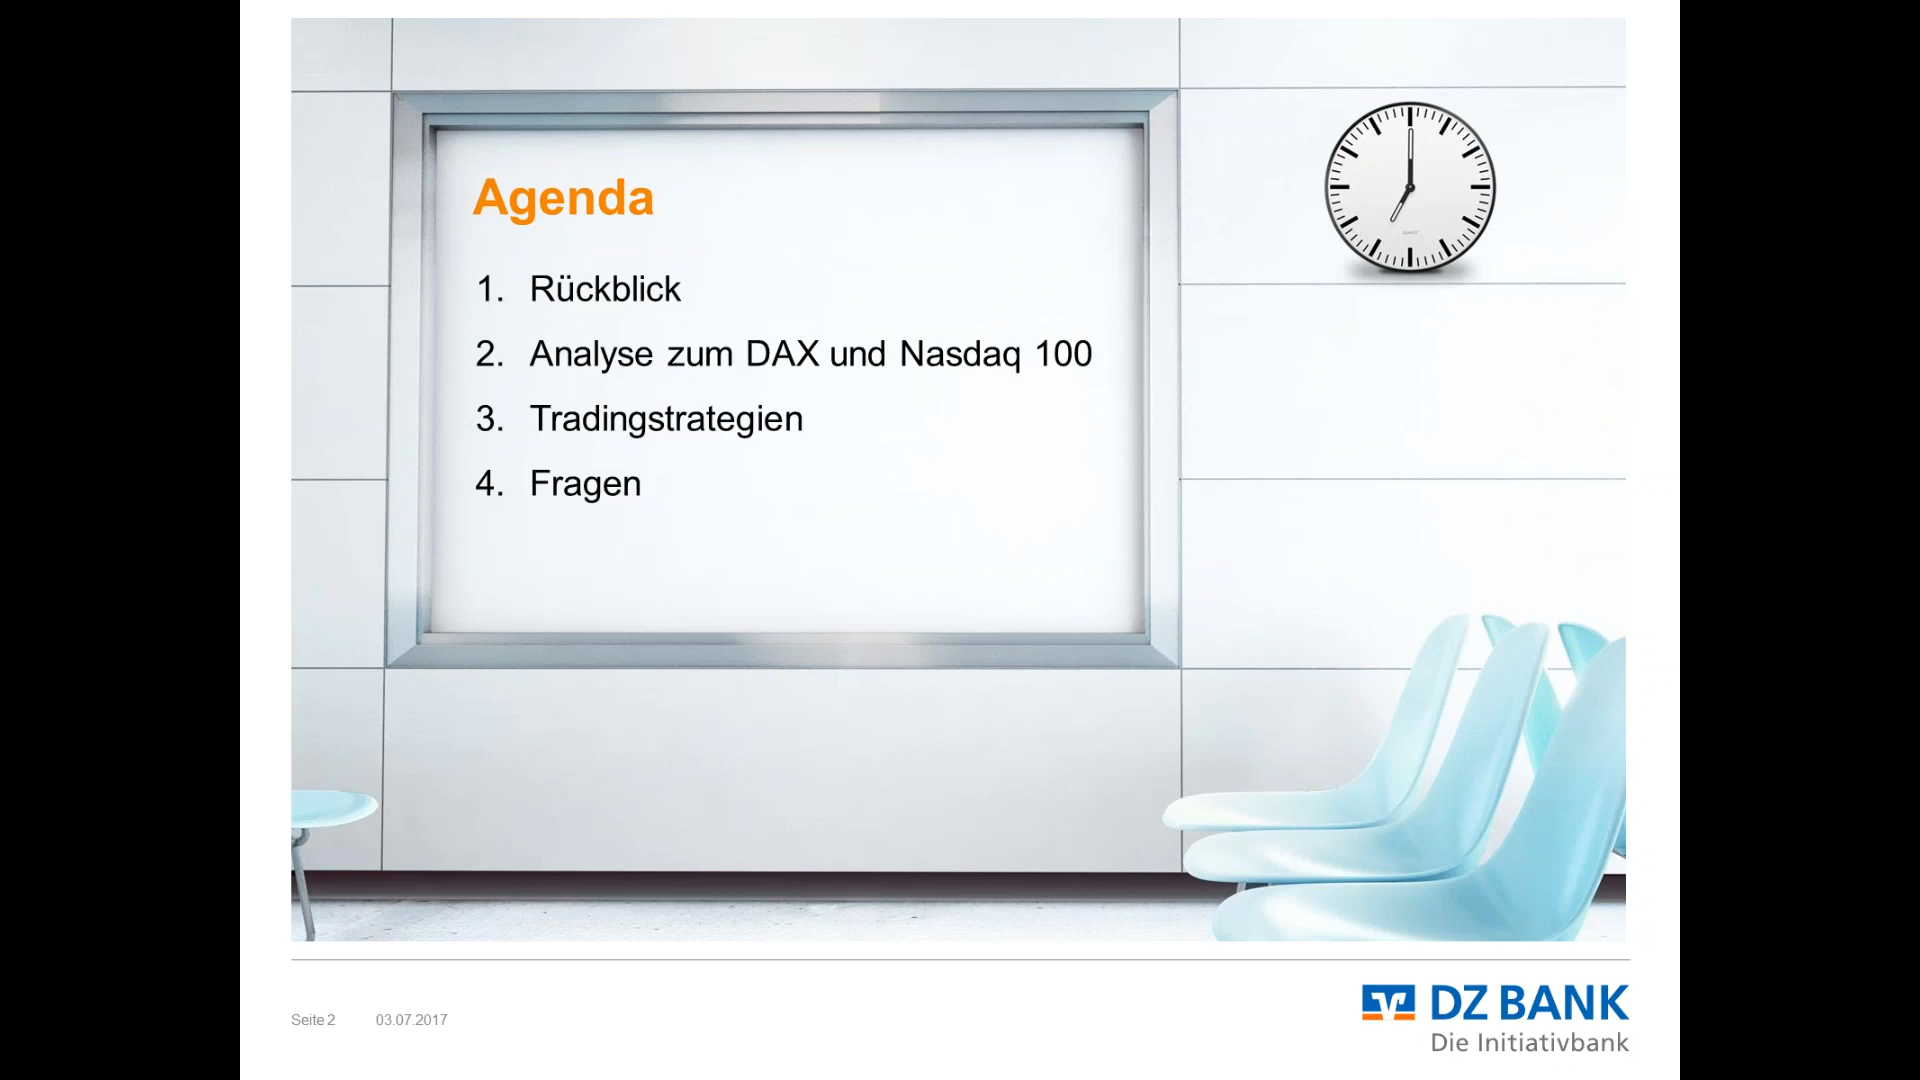 Agenda
1. Rückblick
2. Analyse zum DAX und Nasdaq 100
3. Tradingstrategien
4. Fragen
Seite 2 03.07.2017
DZ BANK
Die Initiativbank